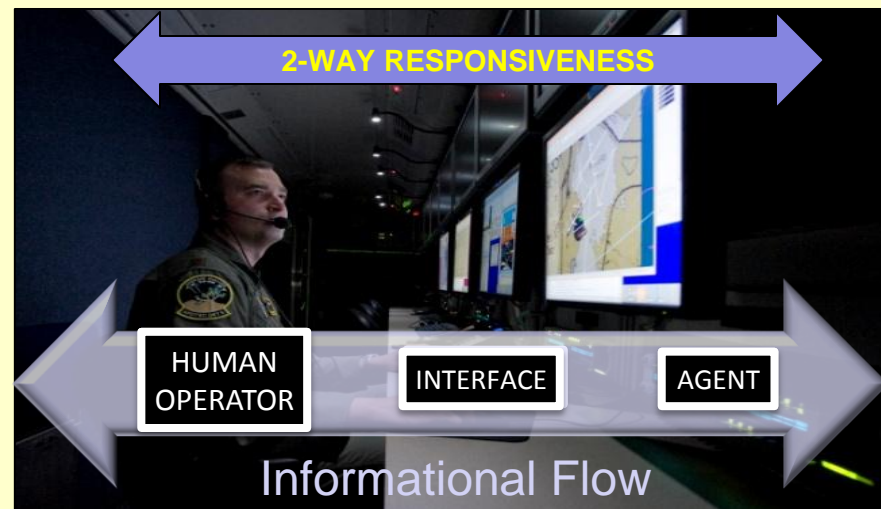 2-WAY RESPONSIVENESS
HUMAN
OPERATOR
INTERFACE
AGENT
Informational Flow